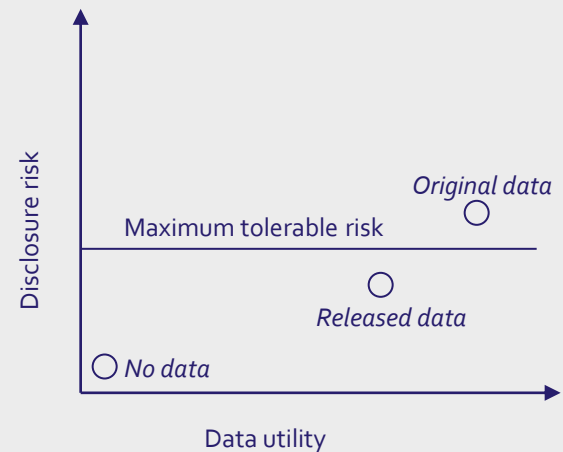 Disclosure risk
Original data
Maximum tolerable risk
Released data
No data
Data utility